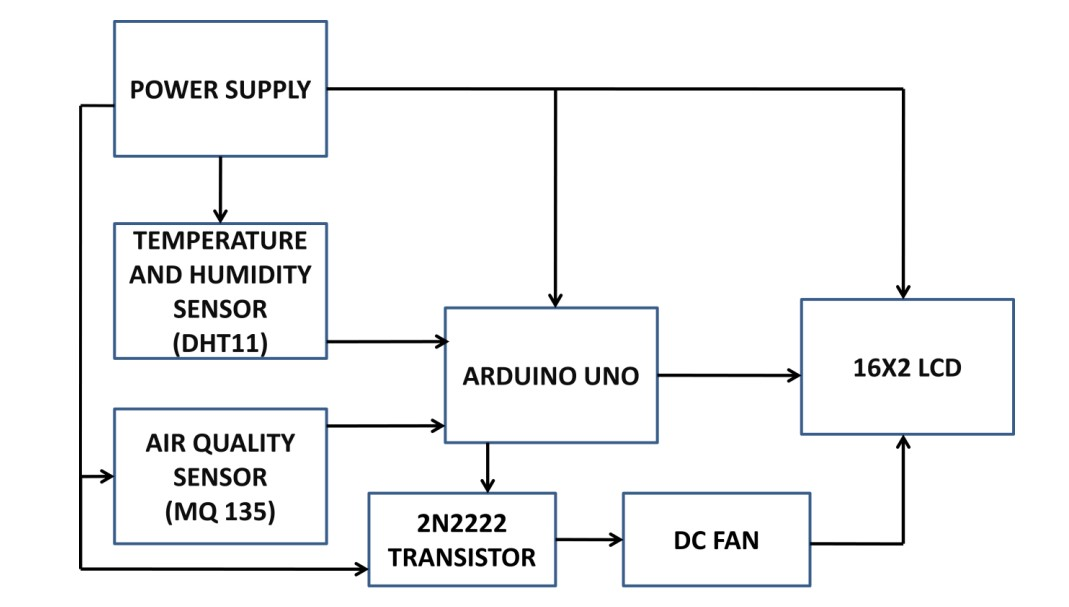 POWER SUPPLY
TEMPERATURE
AND HUMIDITY
SENSOR
(DHT11)
ARDUINO UNO
16X2 LCD
AIR QUALITY
SENSOR
(MQ 135)
2N2222
TRANSISTOR
DC FAN